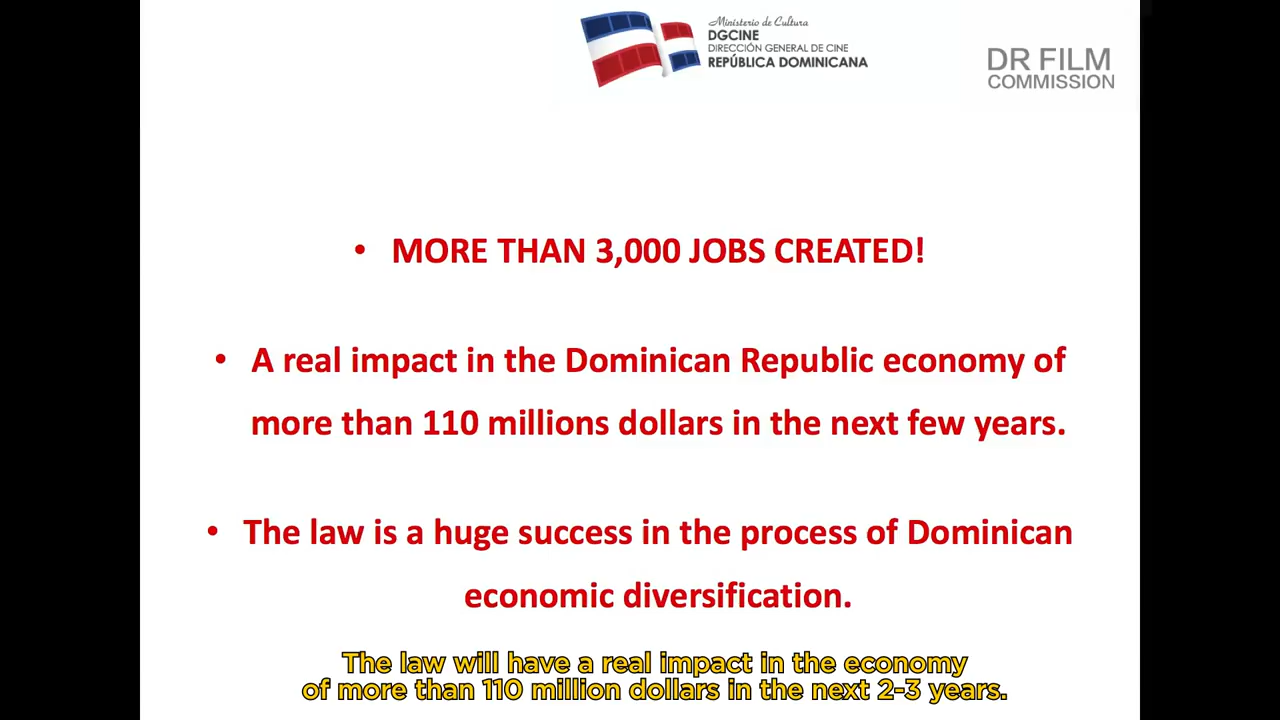 Ministerio de Cultura
DGCINE
DIRECCIÓN GENERAL DE CINE
REPÚBLICA DOMINICANA
DR FILM
COMMISSION
• MORE THAN 3,000 JOBS CREATED!
• A real impact in the Dominican Republic economy of
more than 110 millions dollars in the next few years.
• The law is a huge success in the process of Dominican
economic diversification.
The law will have a real impact in the economy
of more than 110 million dollars in the next 2-3 years.